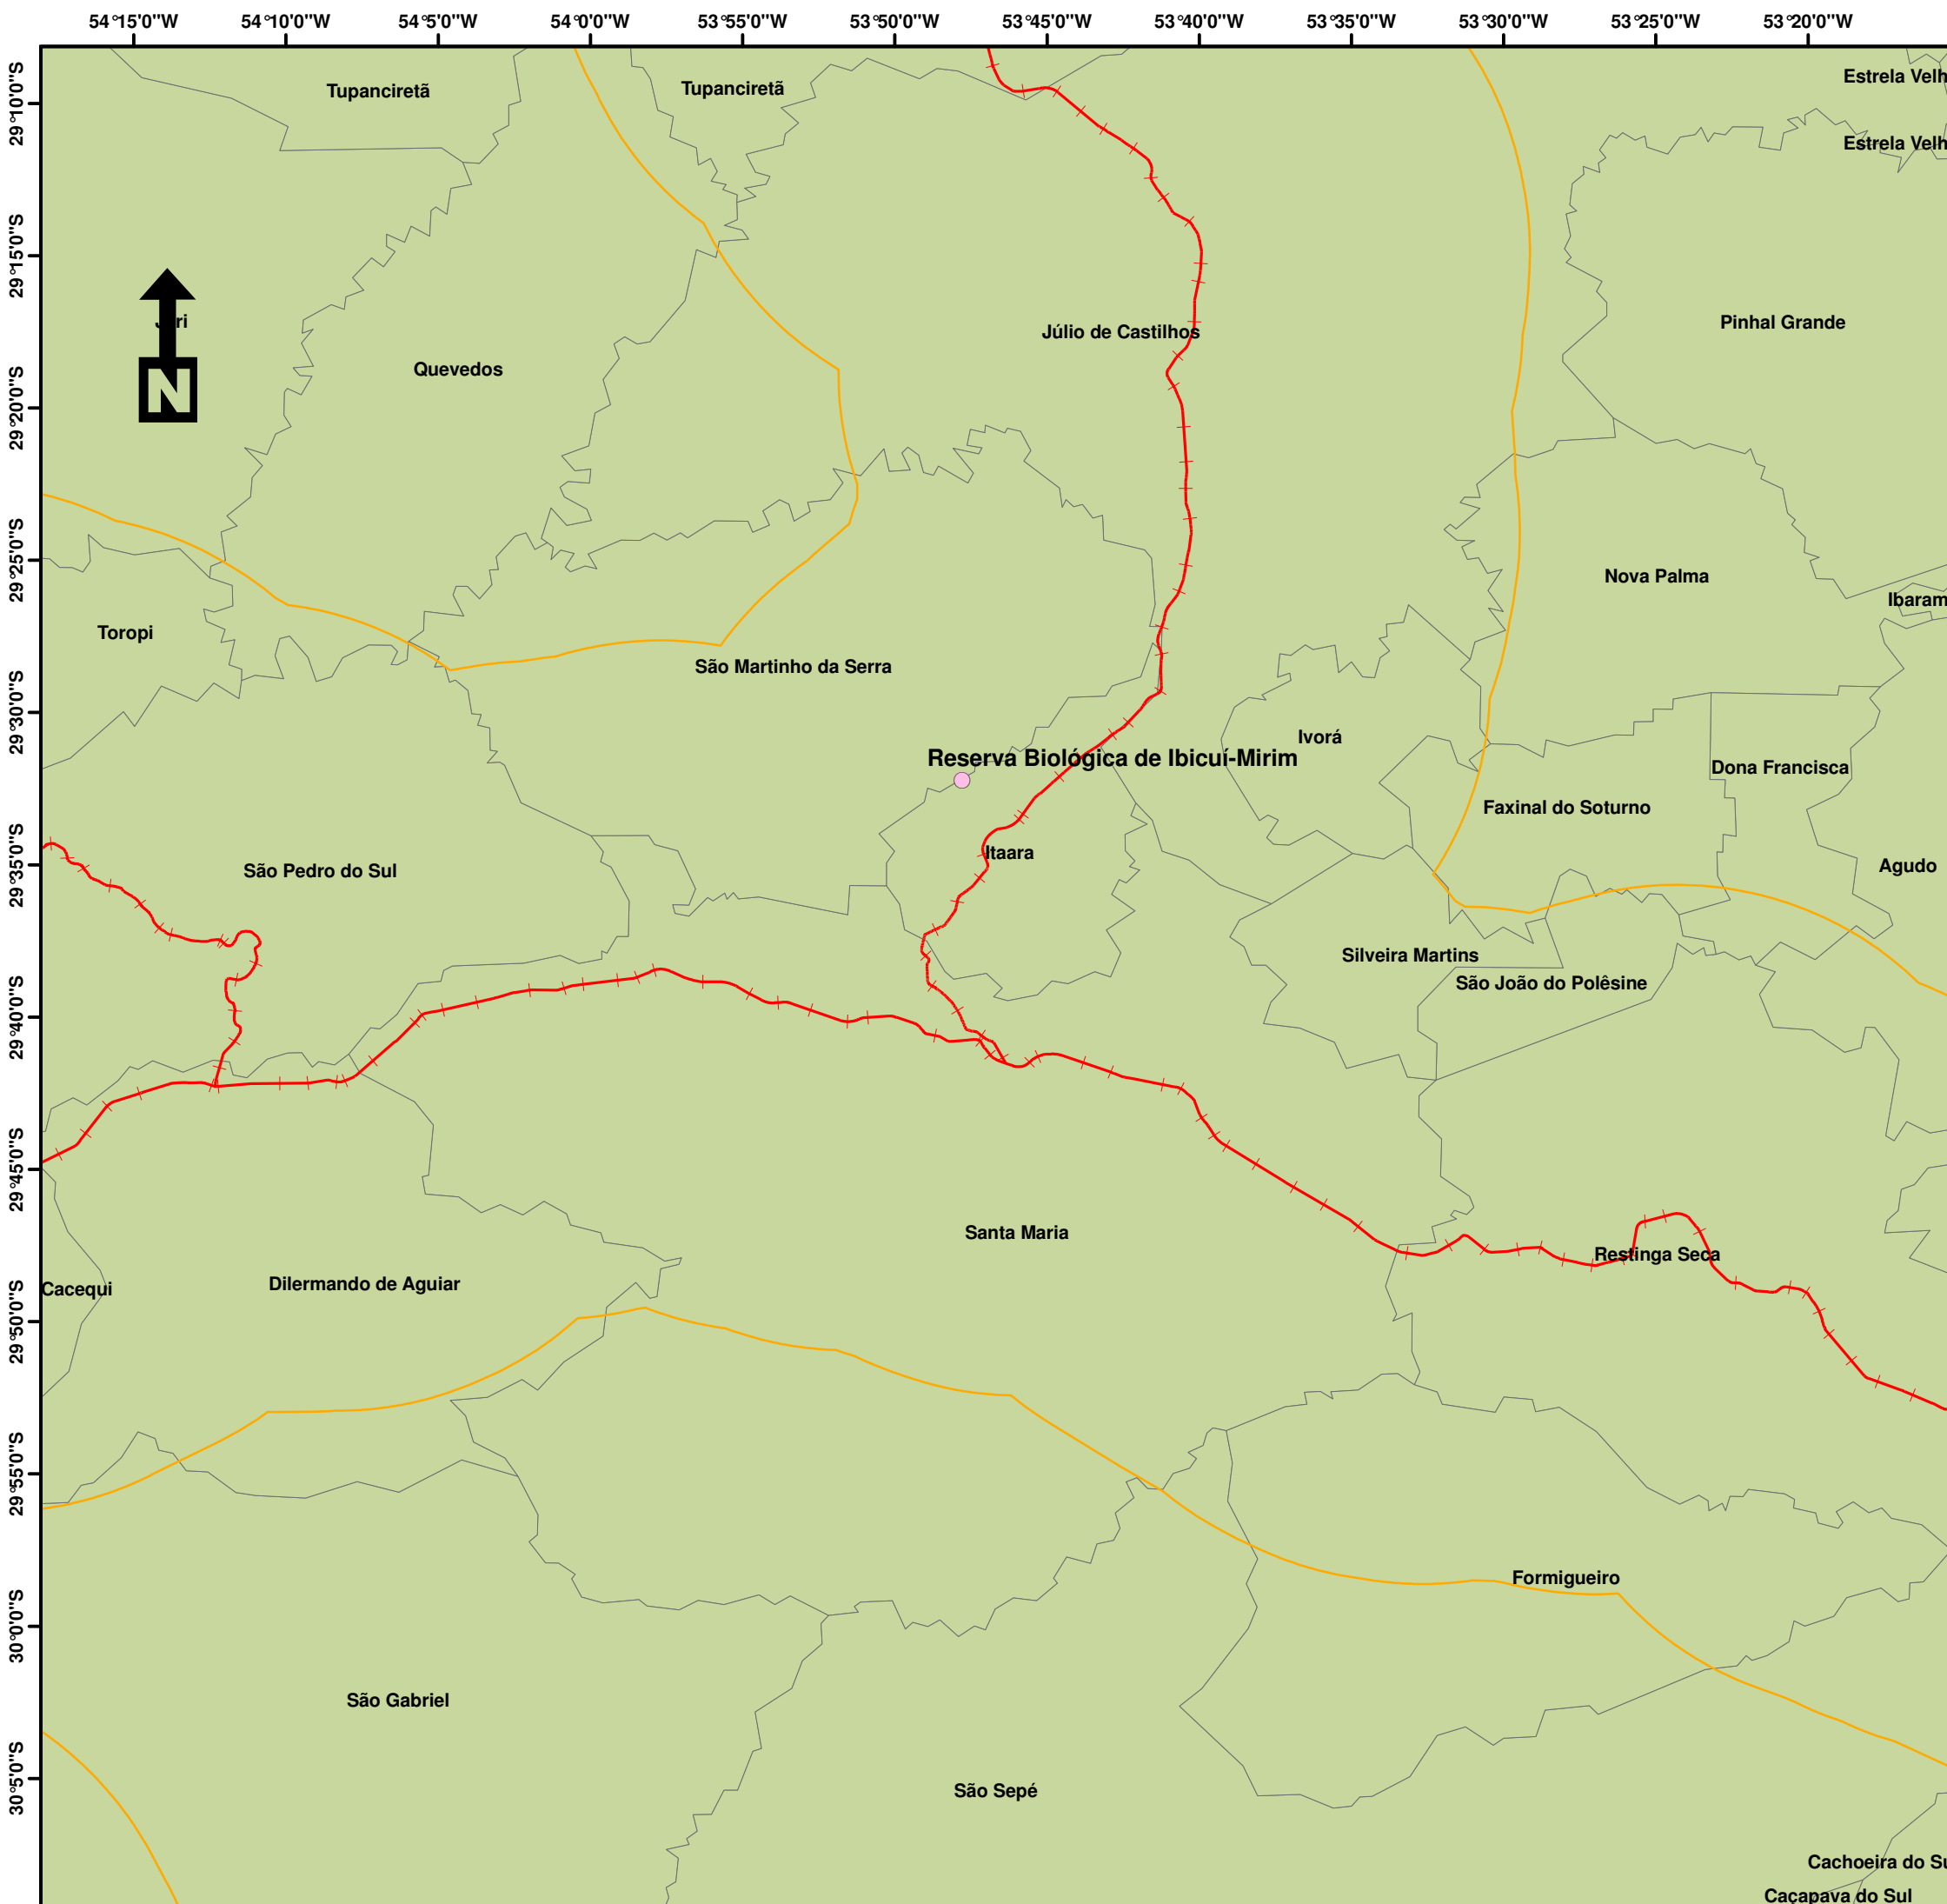 54°15'0"W 54°10'0"W 54°5'0"W 54°0'0"W 53°55'0"W 53°50'0"W 53°45'0"W 53°40'0"W 53°35'0"W 53°30'0"W 53°25'0"W 53°20'0"W
Estrela Velh
Tupanciretã Tupanciretã
29°10'0"S
Estrela Velh
29°15'0"S
N
ri
Júlio de Castilhos
Pinhal Grande
Quevedos
29°20'0"S
29°25'0"S
Nova Palma
Ibaram
Toropi
São Martinho da Serra
29°30'0"S
Ivorá
Reserva Biológica de Ibicuí-Mirim
Dona Francisca
Faxinal do Soturno
Itaara
29°35'0"S
São Pedro do Sul
Agudo
Silveira Martins
São João do Polêsine
29°40'0"S
29°45'0"S
Santa Maria
Restinga Seca
Cacequi
Dilermando de Aguiar
29°50'0"S
29°55'0"S
Formigueiro
30°0'0"S
São Gabriel
30°5'0"S
São Sepé
Cachoeira do Su
Caçapava do Sul